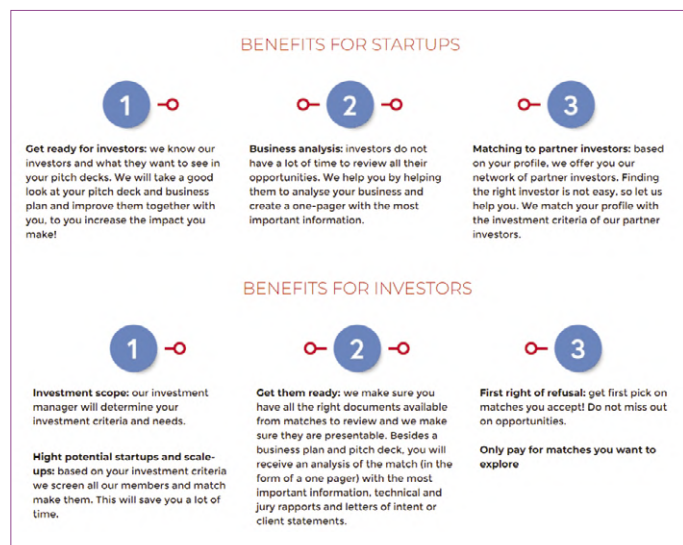 BENEFITS FOR STARTUPS
1
2
3
Get ready for investors: we know our
investors and what they want to see in
your pitch decks. We will take a good
look at your pitch deck and business
plan and improve them together with
you, to you increase the impact you
make!
Business analysis: investors do not
have a lot of time to review all their
opportunities. We help you by helping
them to analyse your business and
create a one-pager with the most
important information.
Matching to partner investors: based
on your profile, we offer you our
network of partner investors. Finding
the right investor is not easy, so let us
help you. We match your profile with
the investment criteria of our partner
investors.
BENEFITS FOR INVESTORS
1
2
3
Investment scope: our investment
manager will determine your
investment criteria and needs.
Hight potential startups and scale-
ups: based on your investment criteria
we screen all our members and match
make them. This will save you a lot of
time.
Get them ready: we make sure you
have all the right documents available
from matches to review and we make
sure they are presentable. Besides a
business plan and pitch deck, you will
receive an analysis of the match (in the
form of a one pager) with the most
important information, technical and
jury rapports and letters of intent or
client statements.
First right of refusal: get first pick on
matches you accept! Do not miss out
on opportunities.
Only pay for matches you want to
explore